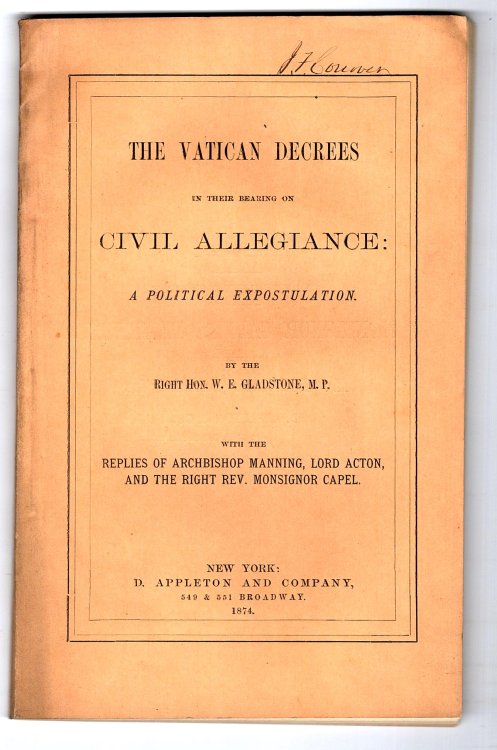 THE VATICAN DECREES
IN THEIR BEARING ON
CIVIL ALLEGIANCE:
A POLITICAL EXPOSTULATION.
BY THE
RIGHT HON. W. E. GLADSTONE, M. P.
WITH THE
REPLIES OF ARCHBISHOP MANNING, LORD ACTON,
AND THE RIGHT REV. MONSIGNOR CAPEL.
NEW YORK:
D. APPLETON AND COMPANY,
549 & 551 BROADWAY.
1874.